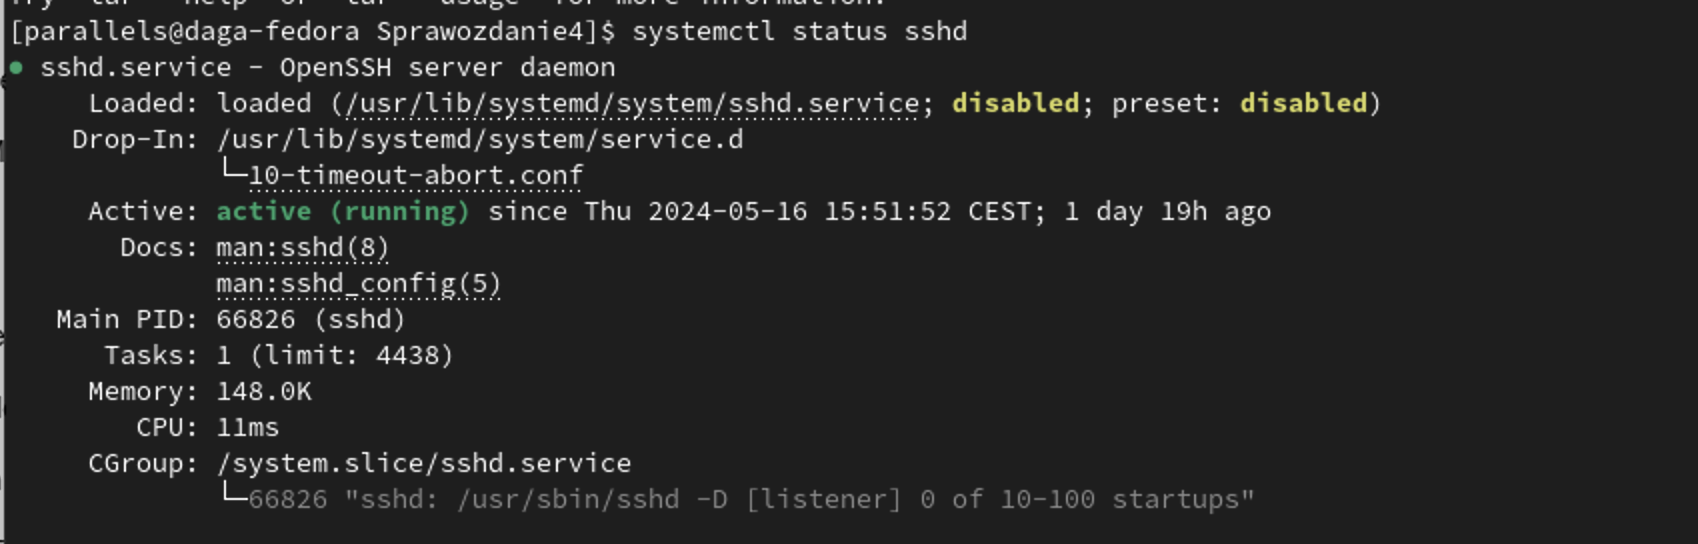 [parallels@daga-fedora Sprawozdanie4]$ systemctl status sshd
● sshd.service - OpenSSH server daemon
Loaded: loaded (/usr/lib/systemd/system/sshd.service; disabled; preset: disabled)
Drop-In: /usr/lib/systemd/system/service.d
└─10-timeout-abort.conf
Active: active (running) since Thu 2024-05-16 15:51:52 CEST; 1 day 19h ago
Docs: man:sshd(8)
man:sshd_config(5)
Main PID: 66826 (sshd)
Tasks: 1 (limit: 4438)
Memory: 148.0K
CPU: 11ms
CGroup: /system.slice/sshd.service
└─66826 "sshd: /usr/sbin/sshd -D [listener] 0 of 10-100 startups"